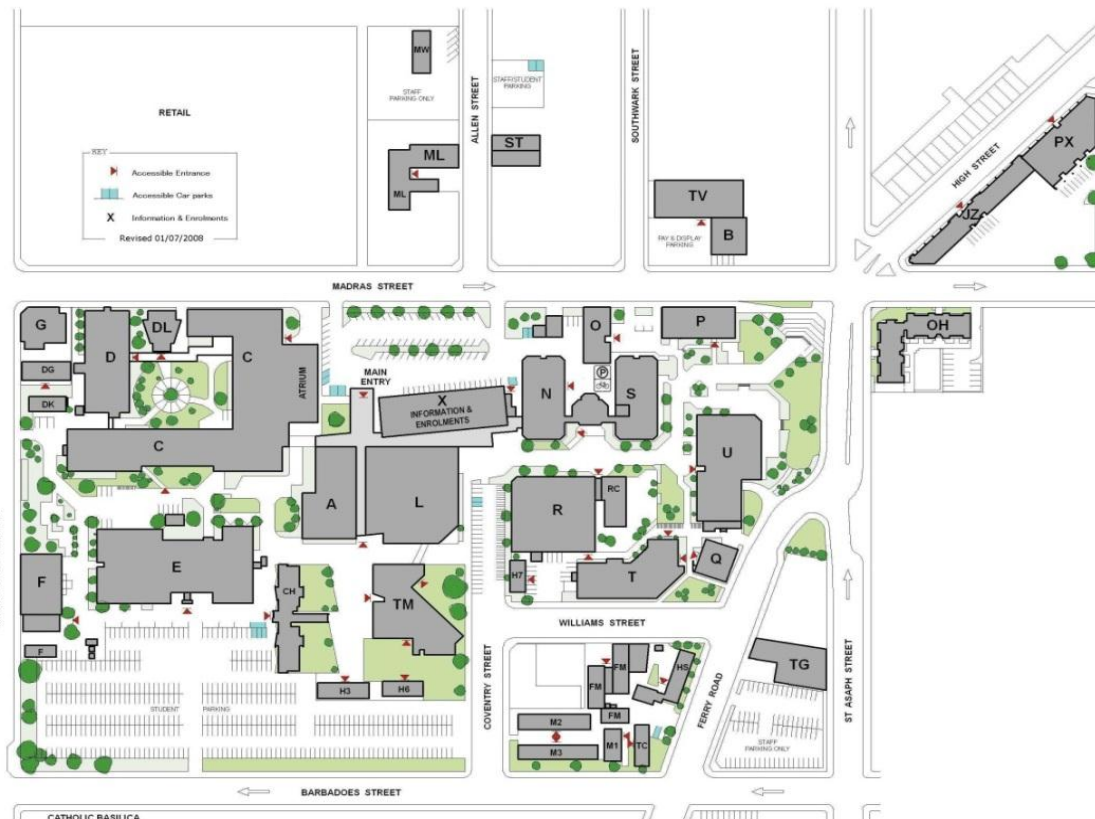 MW
STAFF
PARKING ONLY
ALLEN STREET
STAFF/STUDENT
PARKING
SOUTHWARK STREET
RETAIL
KEY
Accessible Entrance
Accessible Car parks
X Information & Enrolments
Revised 01/07/2008
ML
ML
ST
TV
B
PAY & DISPLAY
PARKING
HIGH STREET
PX
JZ
MADRAS STREET
G
DG
DK
D
DL
C
C
ATRIUM
MAIN
ENTRY
X
INFORMATION &
ENROLMENTS
O
P
N
P
S
OH
U
A
L
R
RC
E
F
F
CH
TM
H7
T
Q
H3
H6
WILLIAMS STREET
COVENTRY STREET
FERRY ROAD
ST ASAPH STREET
TG
STAFF
PARKING ONLY
FM
FM
FM
HS
M2
M3
M1
TC
STUDENT PARKING
BARBADOES STREET
CATHOLIC BASILICA